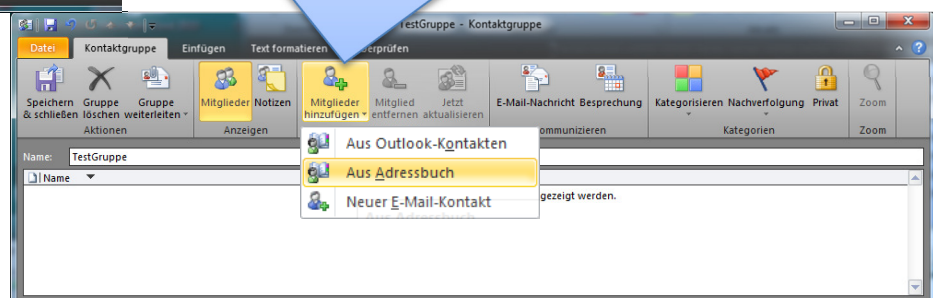 TestGruppe - Kontaktgruppe
Datei Kontaktgruppe Einfügen Text formatieren
Speichern & schließen Gruppe löschen Gruppe weiterleiten Mitglieder Notizen Mitglieder hinzufügen Mitglied entfernen Jetzt aktualisieren E-Mail-Nachricht Besprechung Kategorisieren Nachverfolgung Privat Zoom
Aktionen Anzeigen Kategorien Zoom
Aus Outlook-Kontakten
Name: TestGruppe
Aus Adressbuch
Name
Neuer E-Mail-Kontakt
gezeigt werden.
Aus Adressbuch